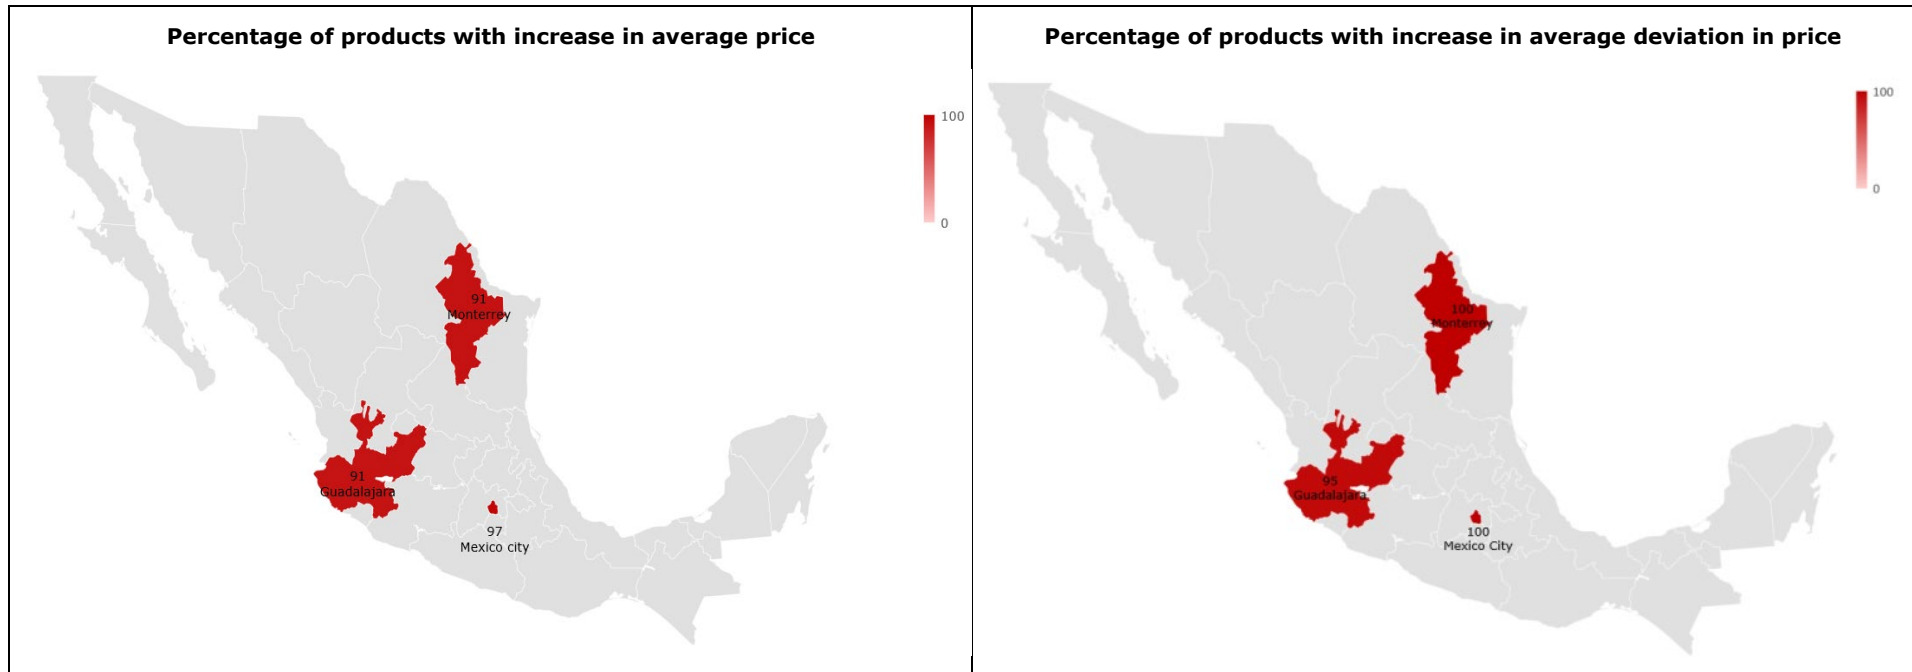 Percentage of products with increase in average price
100
0
91
Monterrey
91
Guadalajara
97
Mexico city
Percentage of products with increase in average deviation in price
100
0
100
Monterrey
95
Guadalajara
100
Mexico City